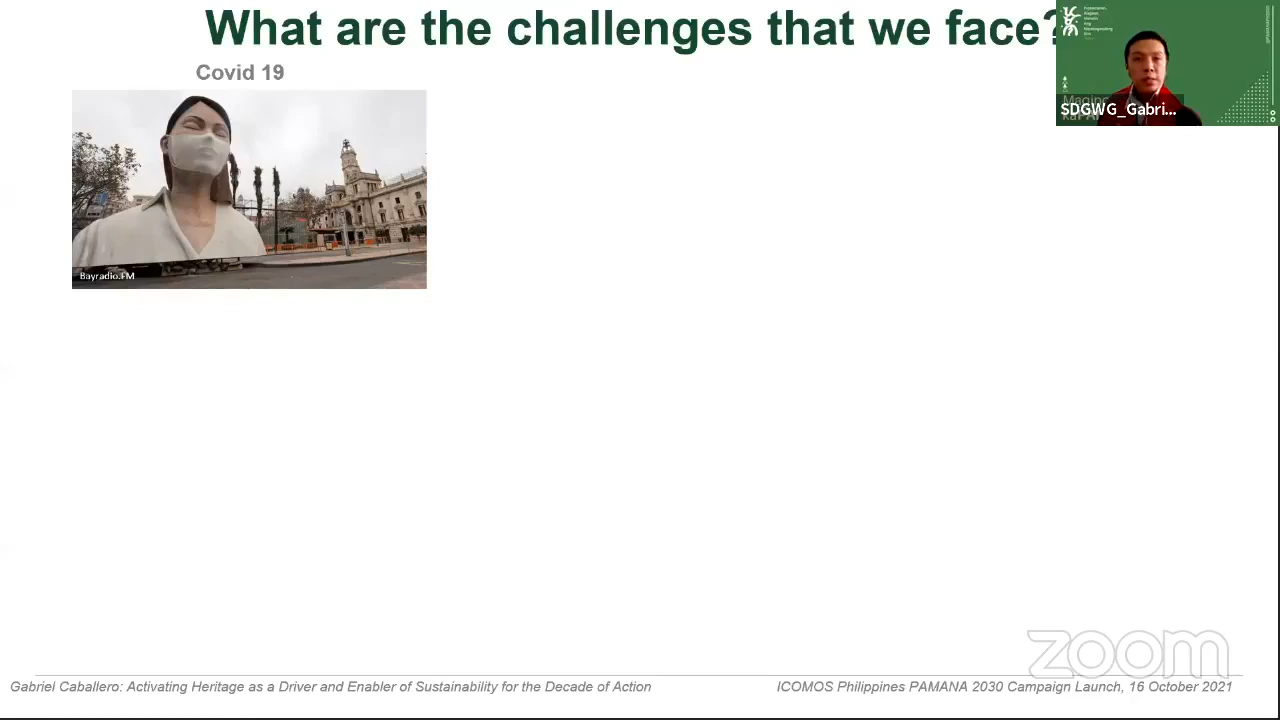 What are the challenges that we face?
Covid 19
Bayradio.FM
SDGWG_Gabri...
zoom
Gabriel Caballero: Activating Heritage as a Driver and Enabler of Sustainability for the Decade of Action
ICOMOS Philippines PAMANA 2030 Campaign Launch, 16 October 2021